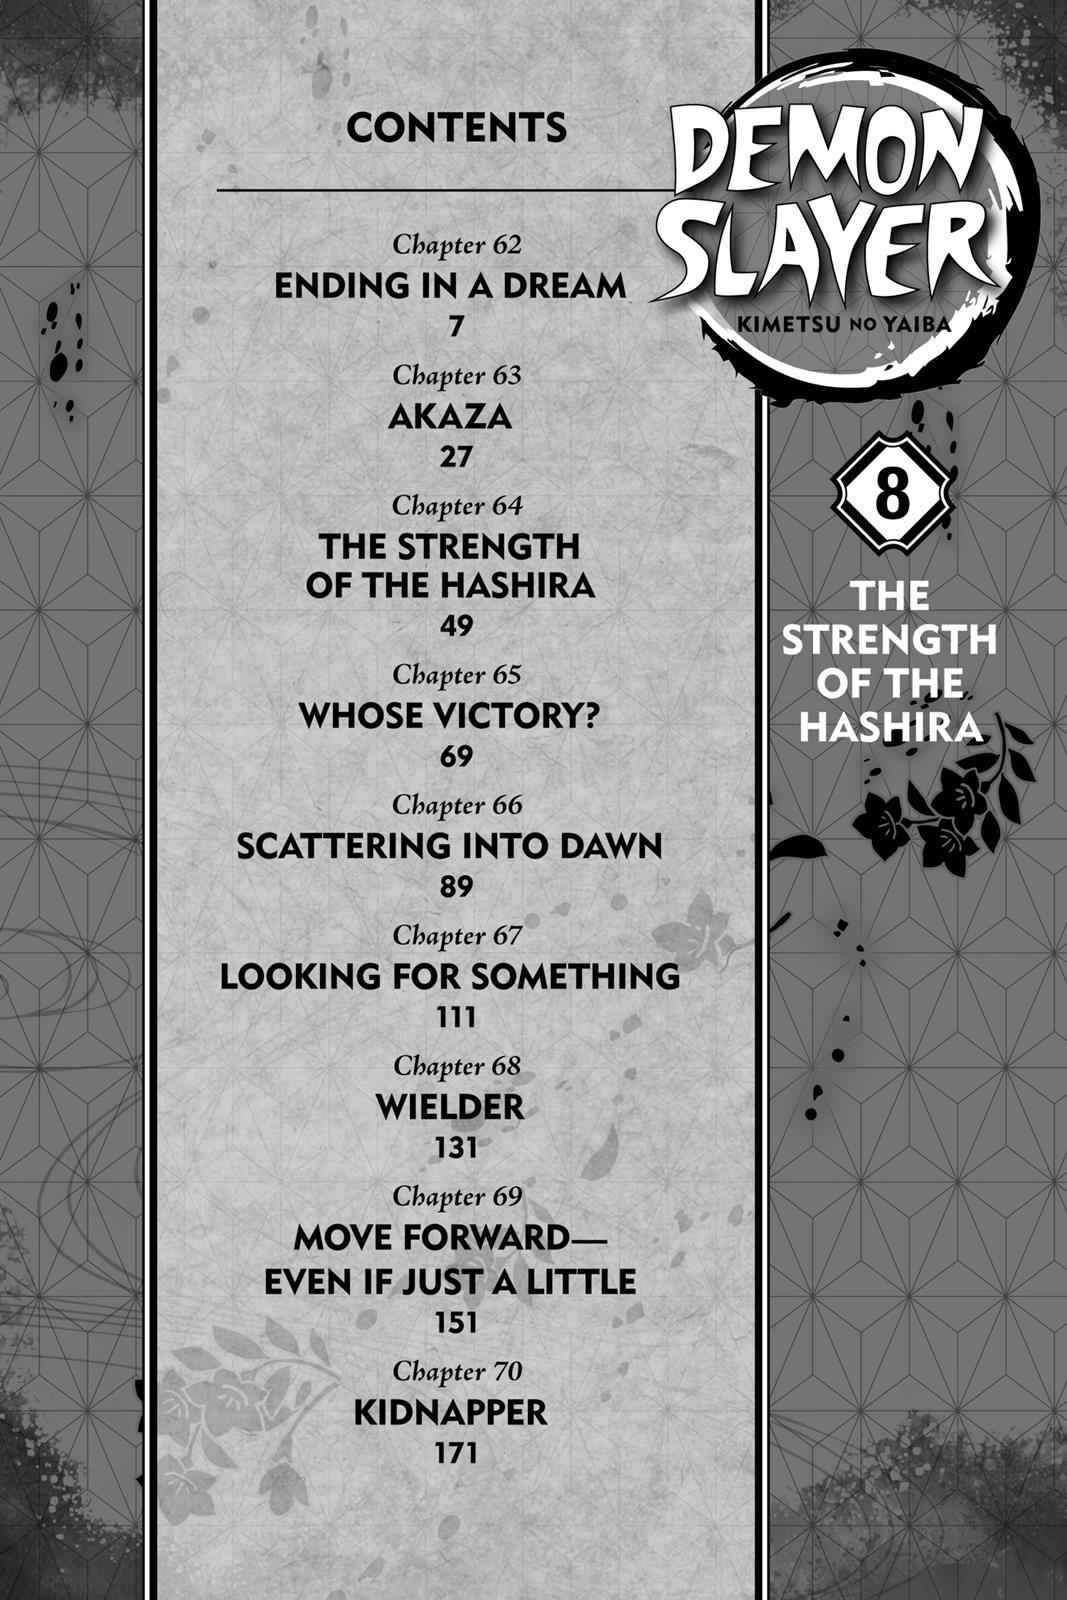 CONTENTS
Chapter 62
ENDING IN A DREAM
7
Chapter 63
AKAZA
27
Chapter 64
THE STRENGTH
OF THE HASHIRA
49
Chapter 65
WHOSE VICTORY?
69
Chapter 66
SCATTERING INTO DAWN
89
Chapter 67
LOOKING FOR SOMETHING
111
Chapter 68
WIELDER
131
Chapter 69
MOVE FORWARD—
EVEN IF JUST A LITTLE
151
Chapter 70
KIDNAPPER
171
DEMON
SLAYER
KIMETSU NO YAIBA
8
THE
STRENGTH
OF THE
HASHIRA